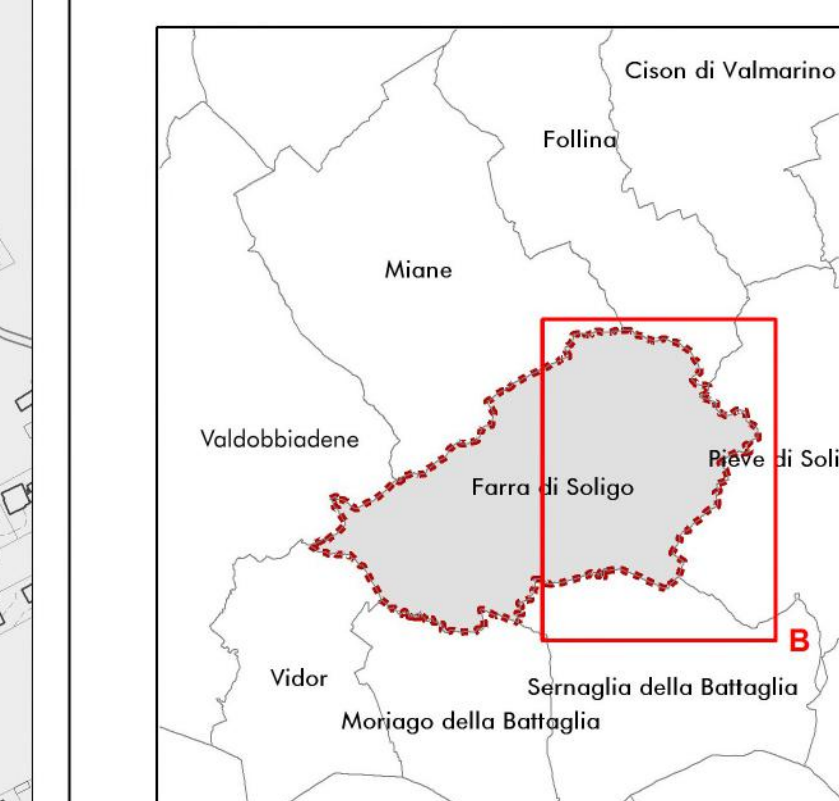 Cison di Valmarino
Follina
Miane
Valdobbiadene
Pieve di Soli
Farra di Soligo
B
Vidor
Sernaglia della Battaglia
Moriago della Battaglia